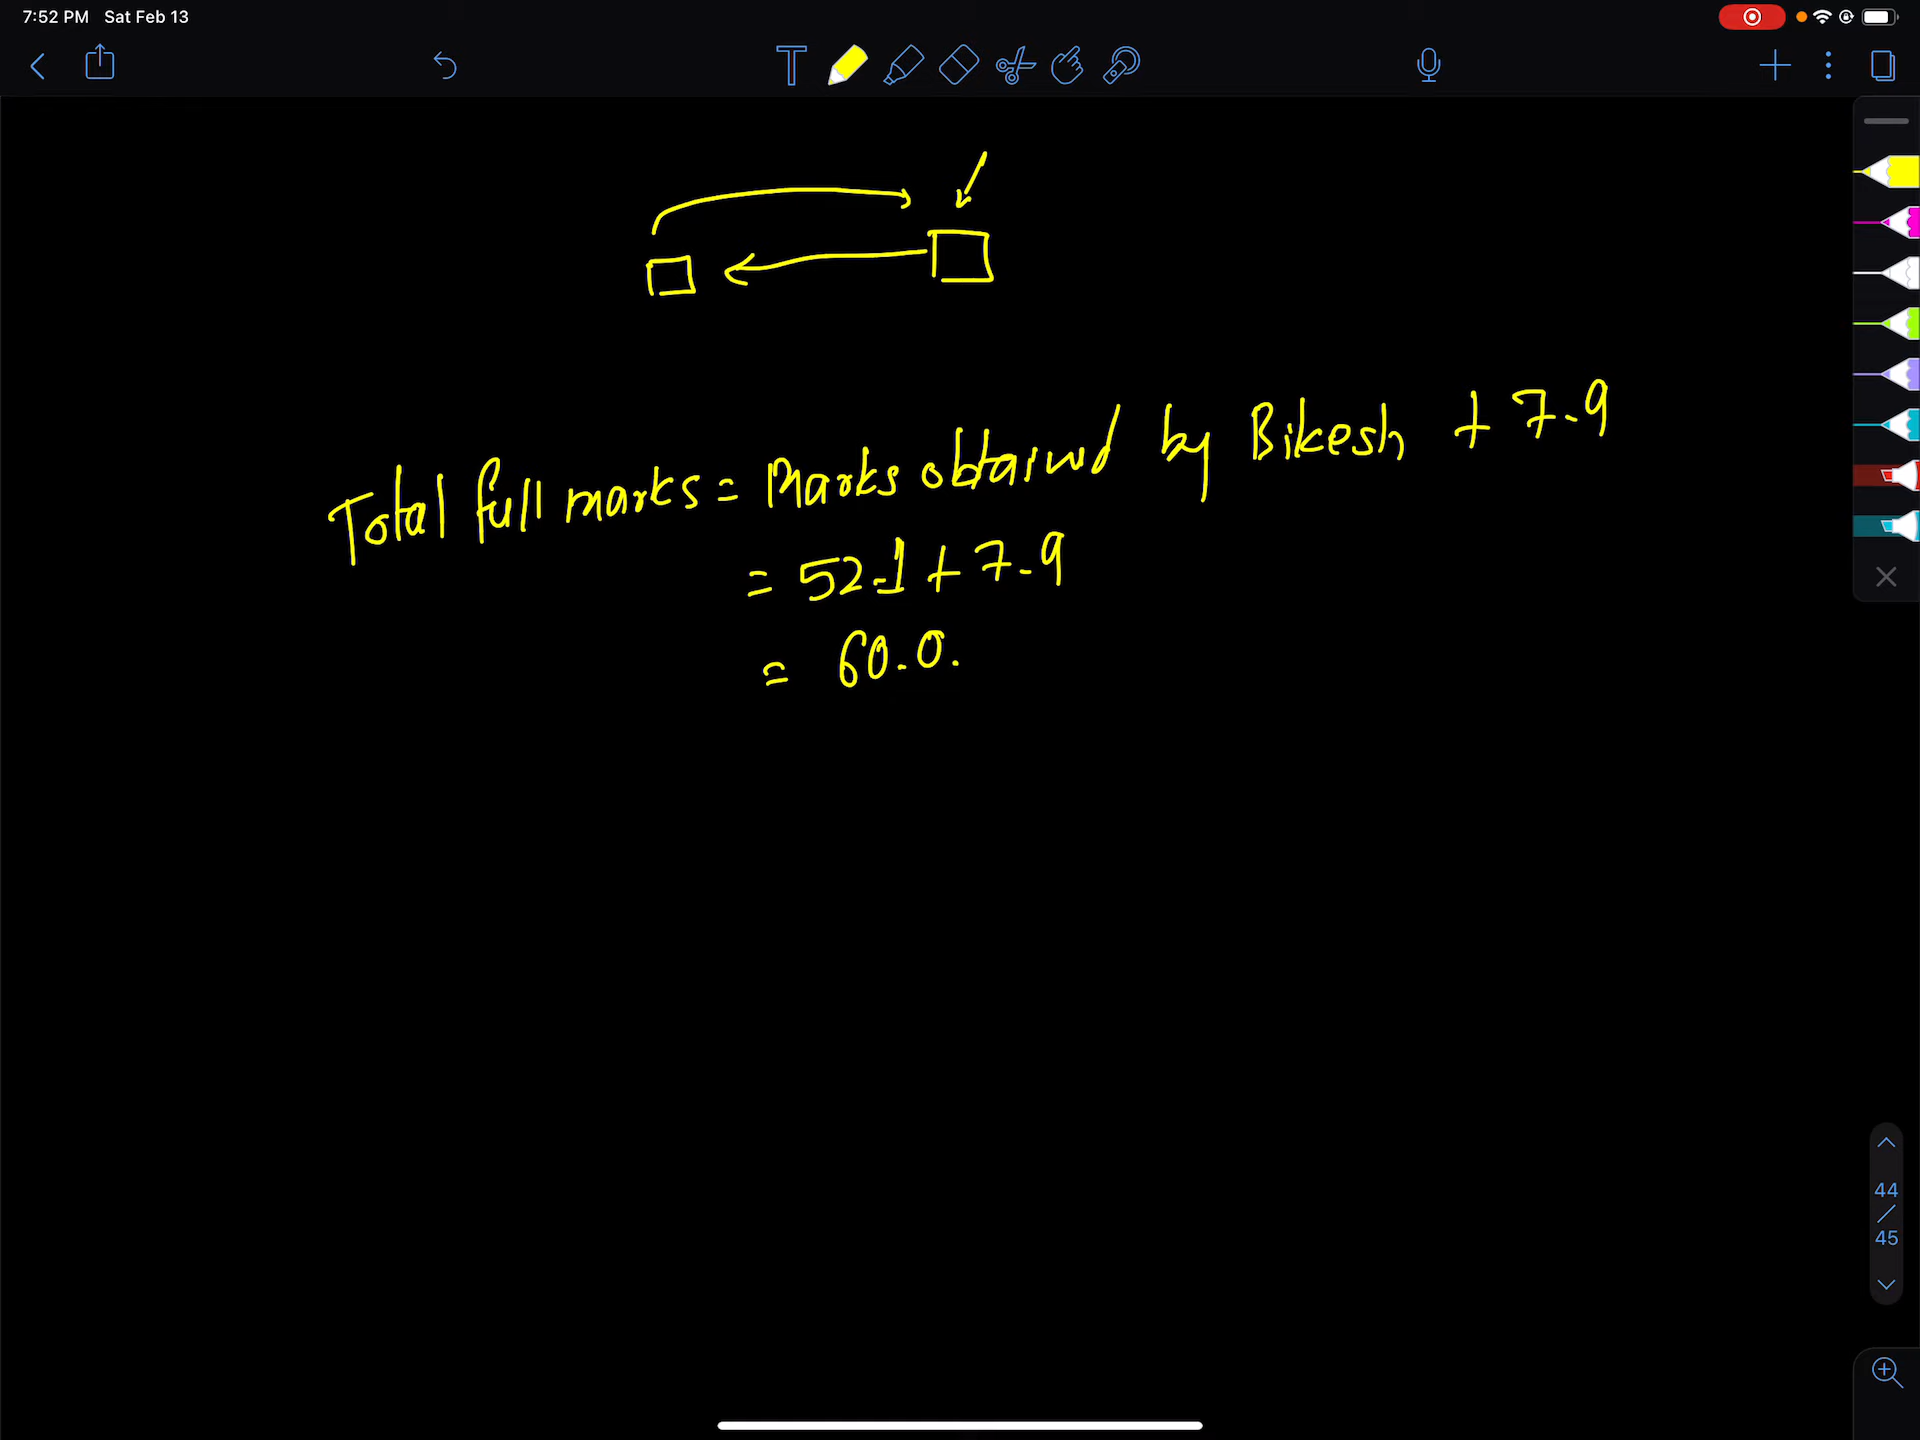 7:52 PM Sat Feb 13
T
Total full marks = Marks obtained by Bikesh + 7.9
= 52.1 + 7.9
= 60.0.
44
/
45